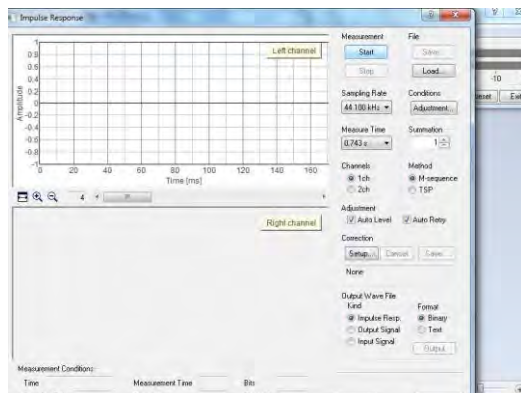 Impulse Response
Left channel
Amplitude
1
0.8
0.6
0.4
0.2
0
-0.2
-0.4
-0.6
-0.8
-1
0 20 40 60 80 100 120 140 160
Time [ms]
4
Right channel
Measurement Conditions
Time Measurement Time Bits
Measurement File
Start Save...
Stop Load...
Sampling Rate Conditions
44.100 kHz Adjustment...
Measure Time Summation
0.743 s 1
Channels Method
1ch M-sequence
2ch TSP
Adjustment
Auto Level Auto Retry
Correction
Setup... Cancel Save...
None
Output Wave File
Kind Format
Impulse Resp. Binary
Output Signal Text
Input Signal Output
-10